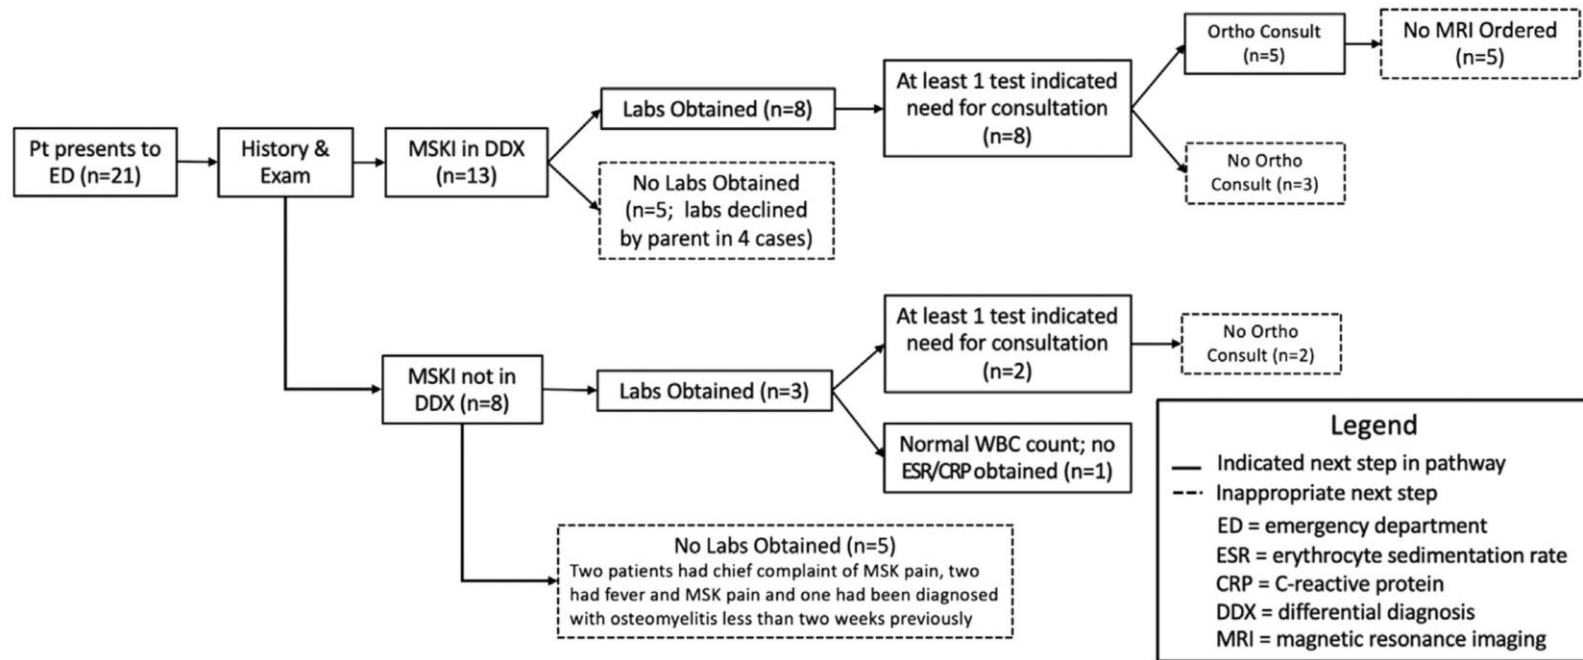 Pt presents to
ED (n=21)
History &
Exam
MSKI in DDX
(n=13)
Labs Obtained (n=8)
No Labs Obtained
(n=5;  labs declined
by parent in 4 cases)
At least 1 test indicated
need for consultation
(n=8)
Ortho Consult
(n=5)
No MRI Ordered
(n=5)
No Ortho
Consult (n=3)
MSKI not in
DDX (n=8)
Labs Obtained (n=3)
At least 1 test indicated
need for consultation
(n=2)
No Ortho
Consult (n=2)
Normal WBC count; no
ESR/CRP obtained (n=1)
No Labs Obtained (n=5)
Two patients had chief complaint of MSK pain, two
had fever and MSK pain and one had been diagnosed
with osteomyelitis less than two weeks previously
Legend
Indicated next step in pathway
Inappropriate next step
ED = emergency department
ESR = erythrocyte sedimentation rate
CRP = C-reactive protein
DDX = differential diagnosis
MRI = magnetic resonance imaging